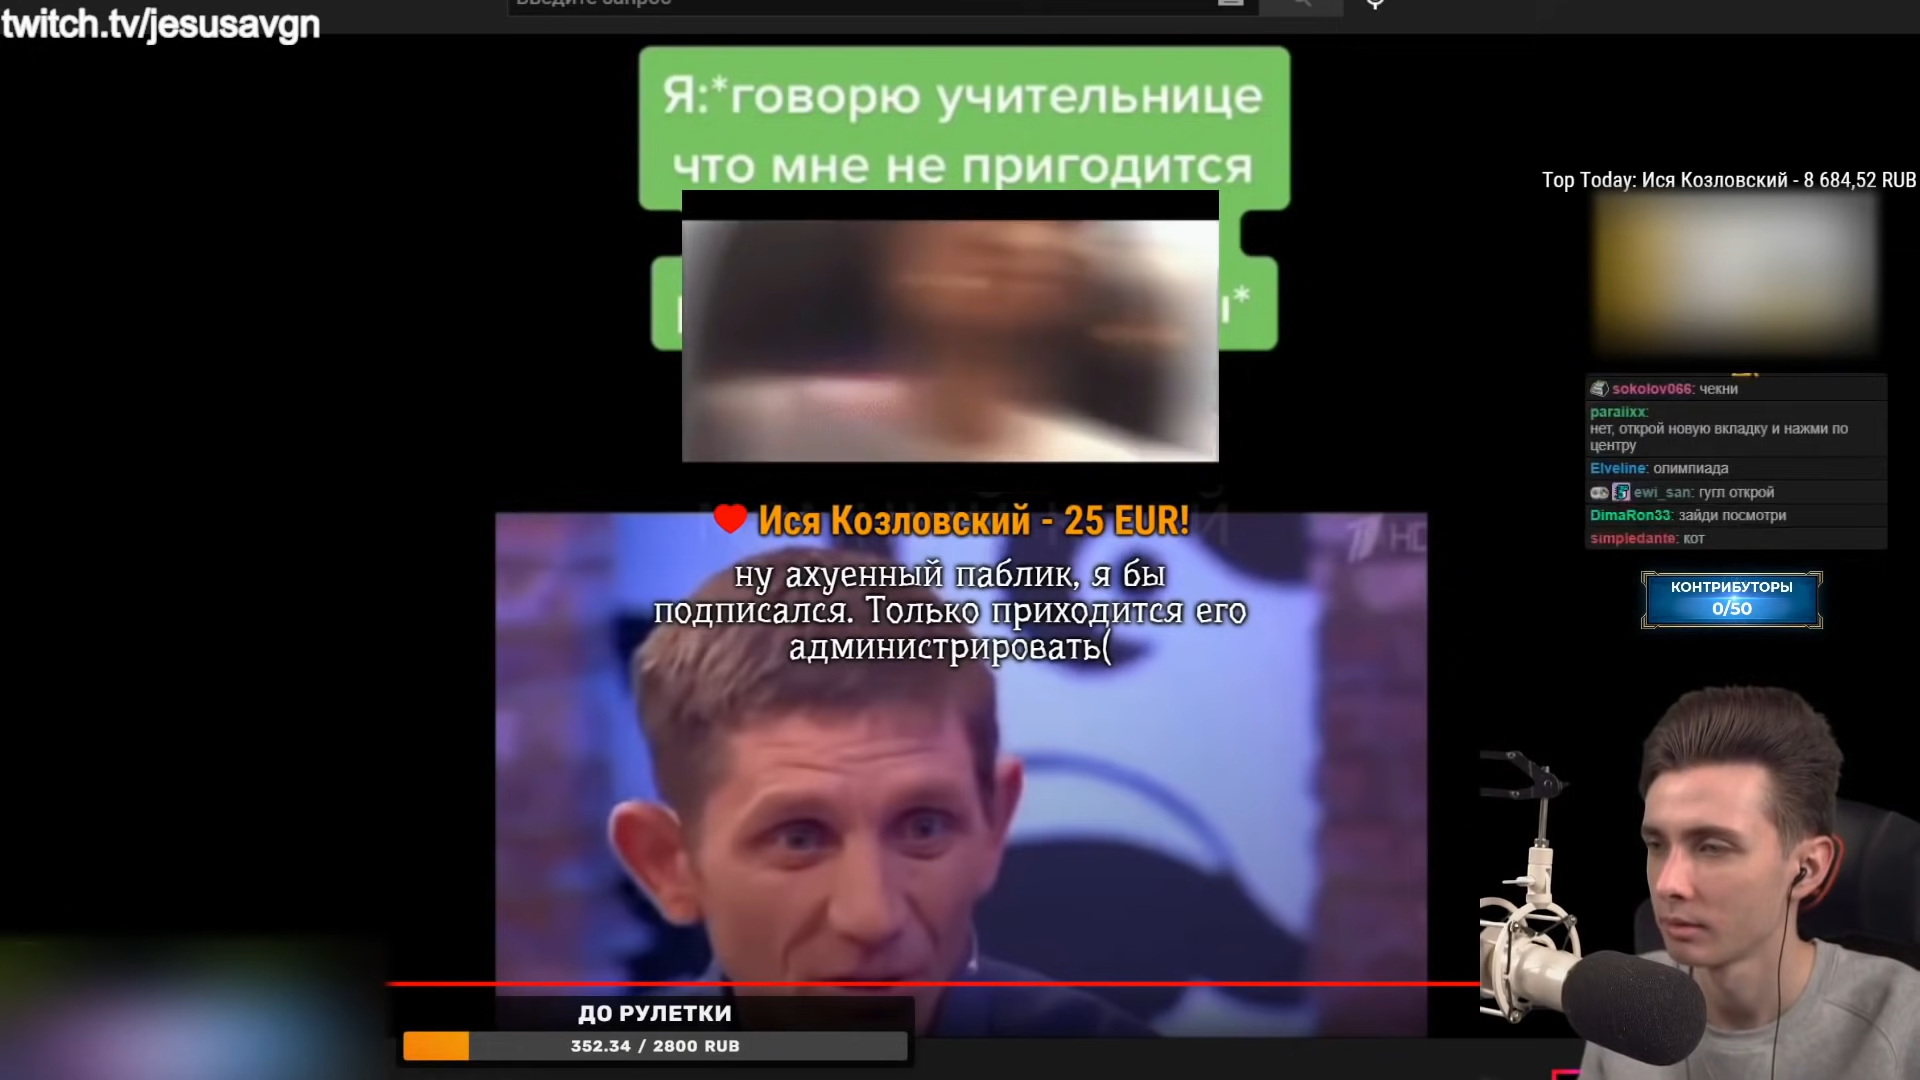 twitch.tv/jesusavgn
Введите запрос
Я:*говорю учительнице
что мне не пригодится
Top Today: Ися Козловский - 8 684,52 RUB
sokolov066: чекни
paraiixx:
нет, открой новую вкладку и нажми по
центру
Elveline: олимпиада
ewi_san: гугл открой
DimaRon33: зайди посмотри
simpledante: кот
КОНТРИБУТОРЫ
0/50
Ися Козловский - 25 EUR!
HD
ну ахуенный паблик, я бы
подписался. Только приходится его
администрировать(
ДО РУЛЕТКИ
352.34 / 2800 RUB